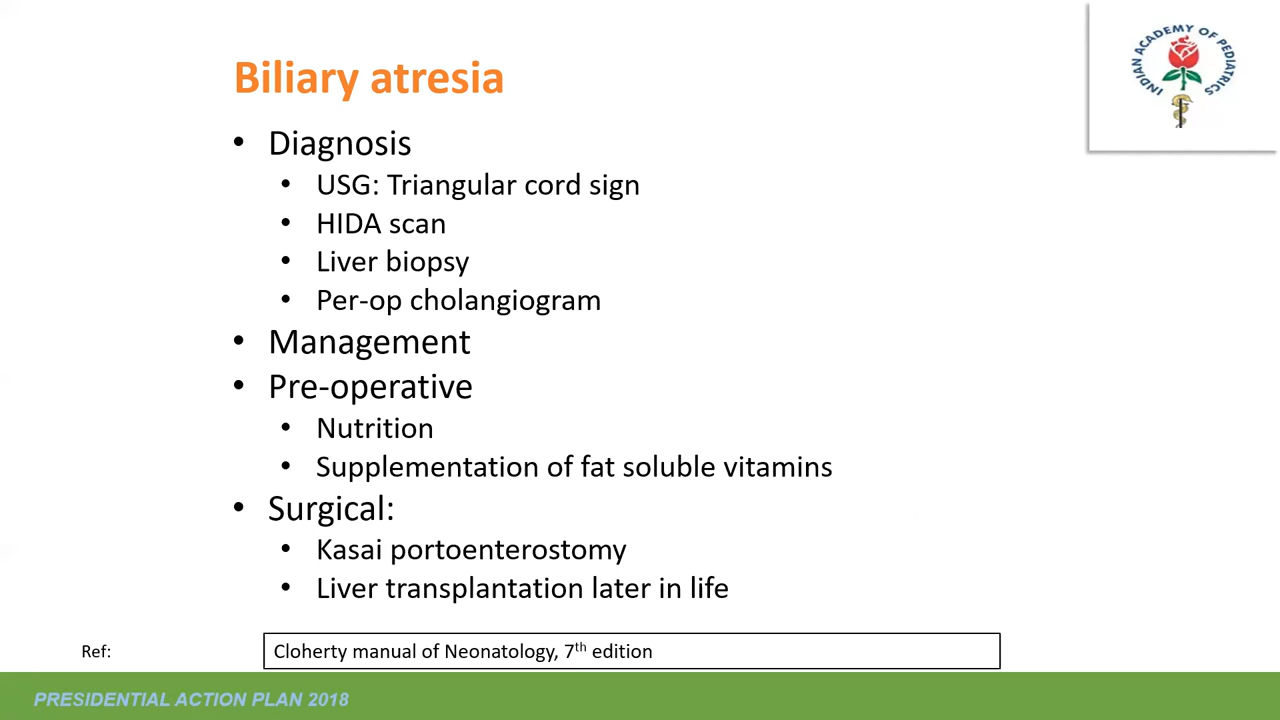 INDIAN ACADEMY OF PEDIATRICS
Biliary atresia
• Diagnosis
• USG: Triangular cord sign
• HIDA scan
• Liver biopsy
• Per-op cholangiogram
• Management
• Pre-operative
• Nutrition
• Supplementation of fat soluble vitamins
• Surgical:
• Kasai portoenterostomy
• Liver transplantation later in life
Ref:
Cloherty manual of Neonatology, 7th edition
PRESIDENTIAL ACTION PLAN 2018